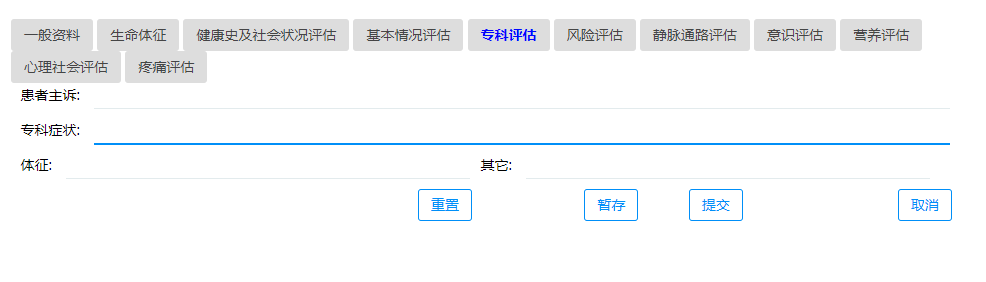 一般资料 生命体征 健康史及社会状况评估 基本情况评估 专科评估 风险评估 静脉通路评估 意识评估 营养评估
心理社会评估 疼痛评估
患者主诉:
专科症状:
体征: 其它:
重置 暂存 提交 取消